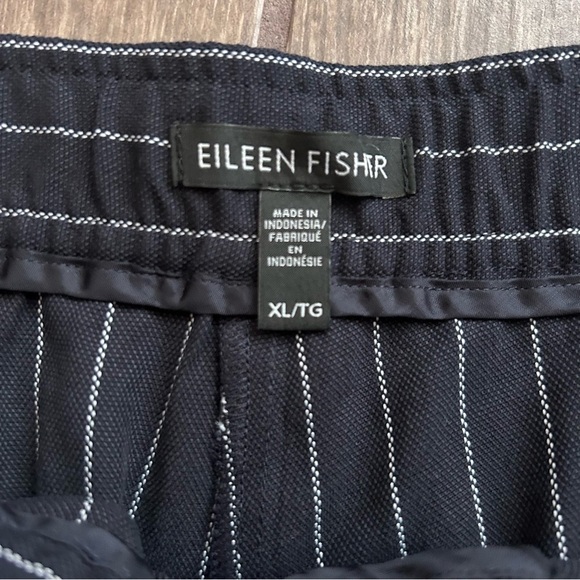 EILEEN FISHER
MADE IN
INDONESIA/
FABRIQUÉ
EN
INDONÉSIE
XL/TG